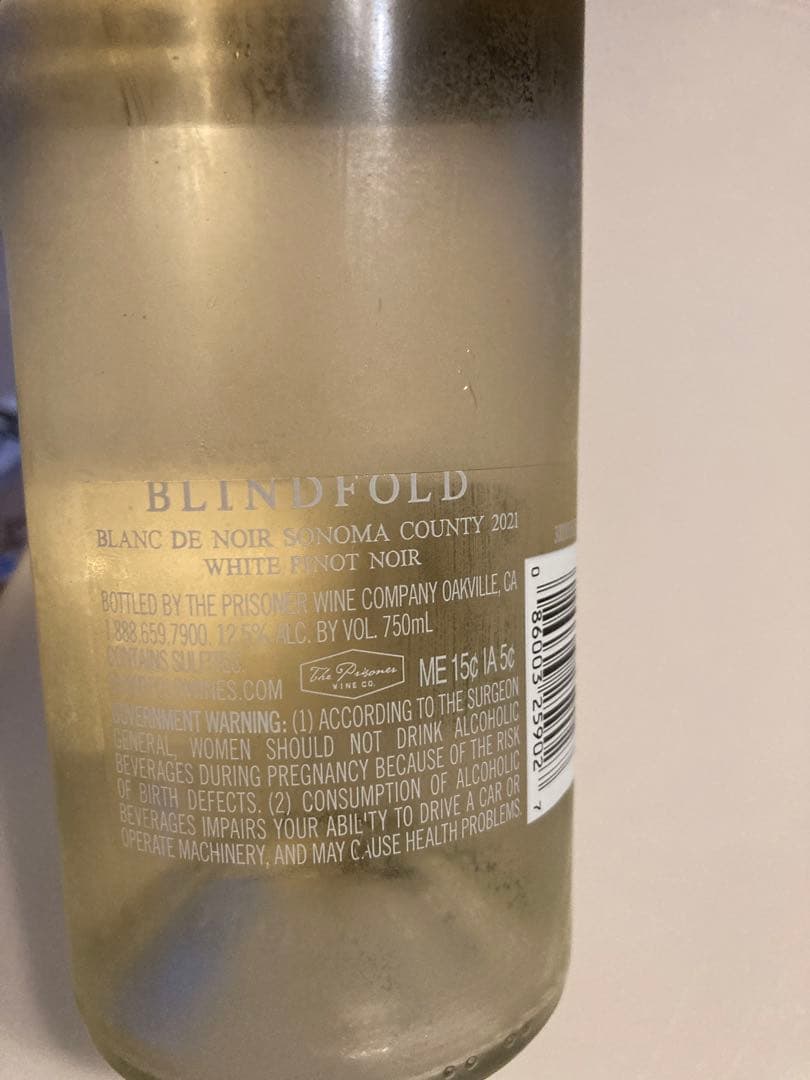 BLINDFOLD
BLANC DE NOIR SONOMA COUNTY 2021
WHITE PINOT NOIR
BOTTLED BY THE PRISONER WINE COMPANY OAKVILLE, CA
1.888.659.7900. 12.5% ALC. BY VOL. 750mL
CONTAINS SULFITES.
The Prisoner
WINE CO.
ME 15¢ IA 5¢
GOVERNMENT WARNING: (1) ACCORDING TO THE SURGEON
GENERAL, WOMEN SHOULD NOT DRINK ALCOHOLIC
BEVERAGES DURING PREGNANCY BECAUSE OF THE RISK
OF BIRTH DEFECTS. (2) CONSUMPTION OF ALCOHOLIC
BEVERAGES IMPAIRS YOUR ABILITY TO DRIVE A CAR OR
OPERATE MACHINERY, AND MAY CAUSE HEALTH PROBLEMS.
0 86003 25902 7